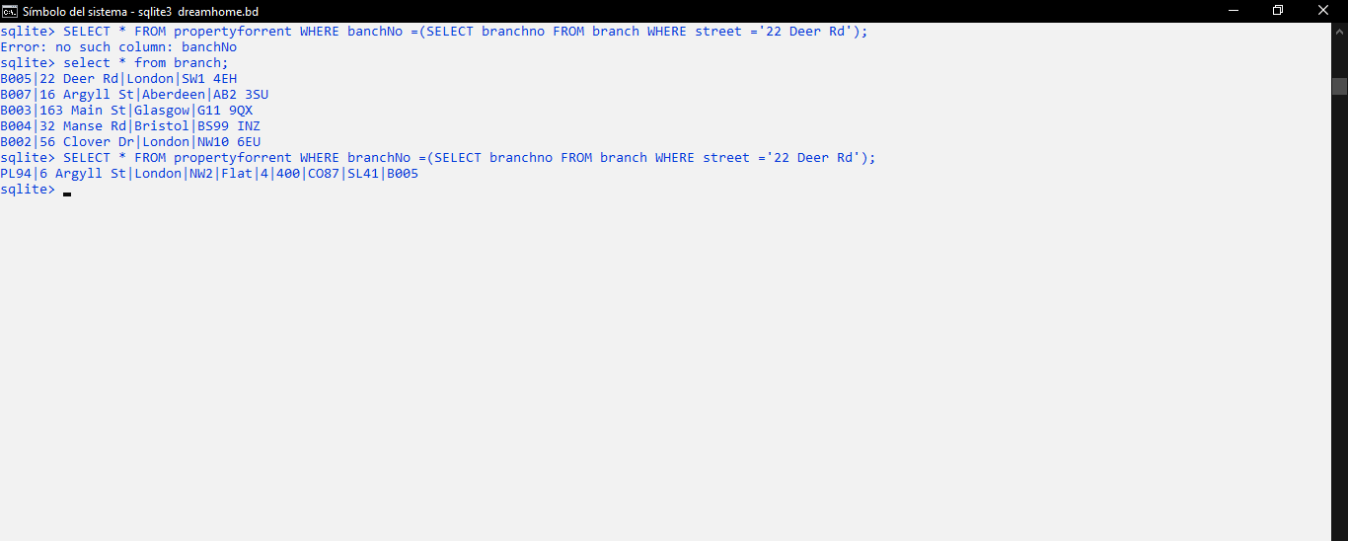 Símbolo del sistema - sqlite3 dreamhome.bd
sqlite> SELECT * FROM propertyforrent WHERE banchNo =(SELECT branchno FROM branch WHERE street ='22 Deer Rd');
Error: no such column: banchNo
sqlite> select * from branch;
B005|22 Deer Rd|London|SW1 4EH
B007|16 Argyll St|Aberdeen|AB2 3SU
B003|163 Main St|Glasgow|G11 9QX
B004|32 Manse Rd|Bristol|BS99 INZ
B002|56 Clover Dr|London|NW10 6EU
sqlite> SELECT * FROM propertyforrent WHERE branchNo =(SELECT branchno FROM branch WHERE street ='22 Deer Rd');
PL94|6 Argyll St|London|NW2|Flat|4|400|CO87|SL41|B005
sqlite>